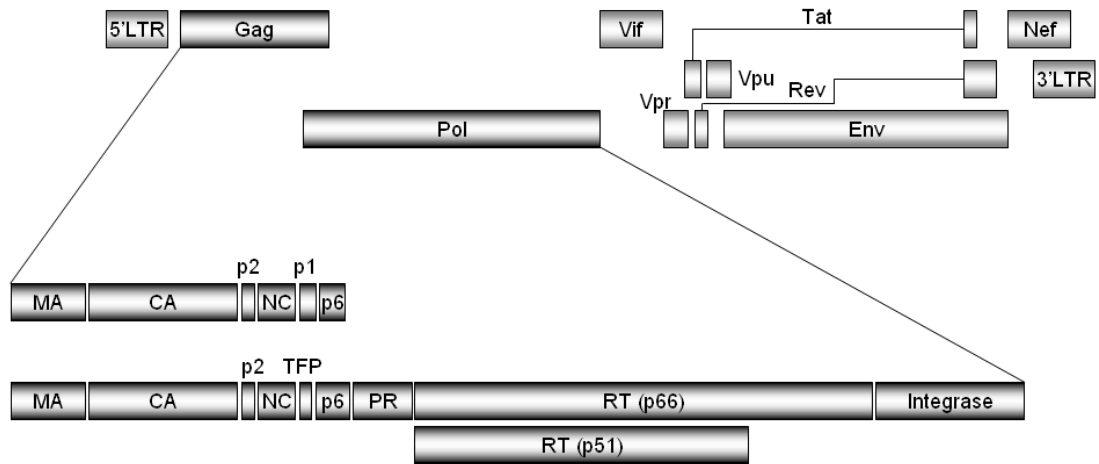 5'LTR Gag Vif Tat Nef
Vpu 3'LTR
Rev
Vpr
Pol Env
p2 p1
MA CA NC p6
p2 TFP
MA CA NC p6 PR RT (p66) Integrase
RT (p51)